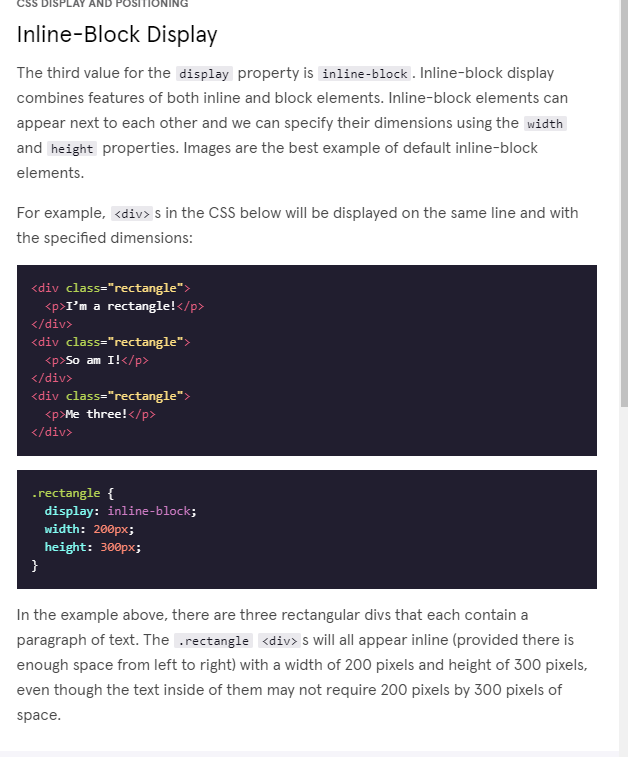 CSS DISPLAY AND POSITIONING
Inline-Block Display
The third value for the display property is inline-block. Inline-block display
combines features of both inline and block elements. Inline-block elements can
appear next to each other and we can specify their dimensions using the width
and height properties. Images are the best example of default inline-block
elements.
For example, <div>s in the CSS below will be displayed on the same line and with
the specified dimensions:
<div class="rectangle">
  <p>I’m a rectangle!</p>
</div>
<div class="rectangle">
  <p>So am I!</p>
</div>
<div class="rectangle">
  <p>Me three!</p>
</div>
.rectangle {
  display: inline-block;
  width: 200px;
  height: 300px;
}
In the example above, there are three rectangular divs that each contain a
paragraph of text. The .rectangle <div>s will all appear inline (provided there is
enough space from left to right) with a width of 200 pixels and height of 300 pixels,
even though the text inside of them may not require 200 pixels by 300 pixels of
space.